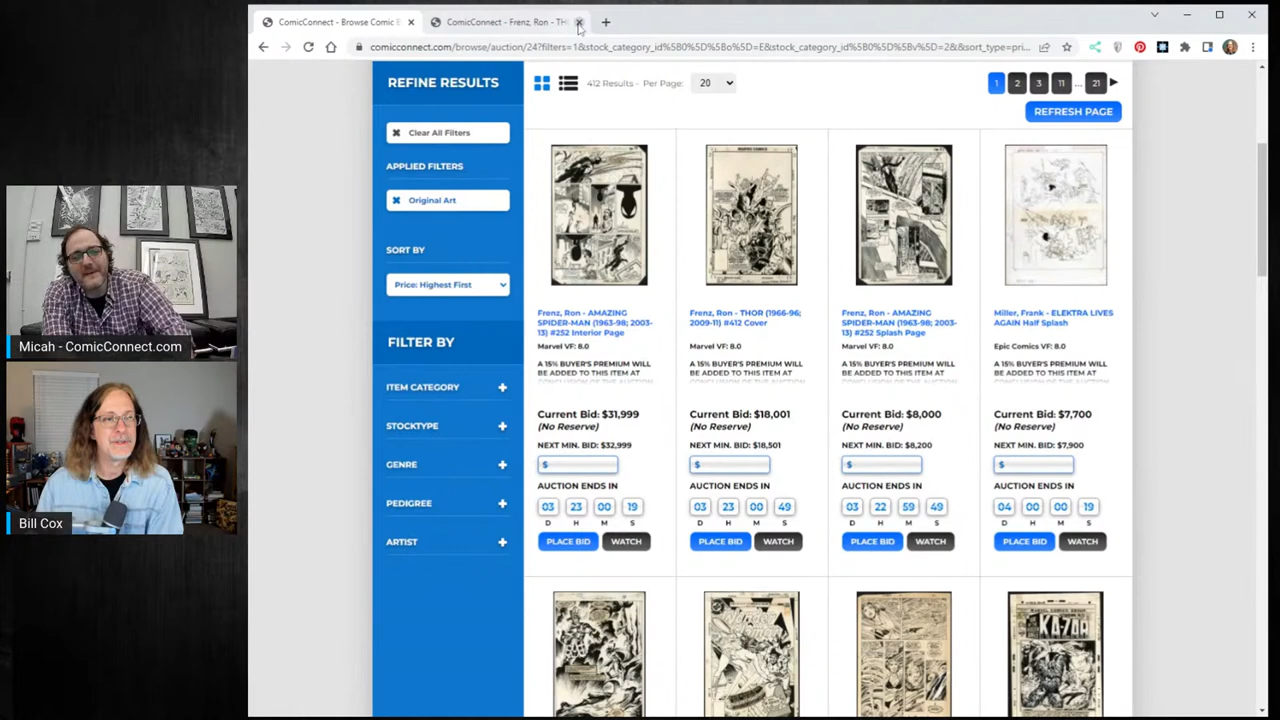 ComicConnect - Browse Comic B
ComicConnect - Frenz, Ron - TH
comicconnect.com/browse/auction/24?filters=1&stock_category_id%5B0%5D%5Bo%5D=E&stock_category_id%5B0%5D%5Bv%5D=2&&sort_type=pri...
REFINE RESULTS
Clear All Filters
APPLIED FILTERS
Original Art
SORT BY
Price: Highest First
FILTER BY
ITEM CATEGORY
STOCKTYPE
GENRE
PEDIGREE
ARTIST
412 Results - Per Page: 20
1 2 3 11 ... 21
REFRESH PAGE
Frenz, Ron - AMAZING
SPIDER-MAN (1963-98; 2003-
13) #252 Interior Page
Marvel VF: 8.0
A 15% BUYER'S PREMIUM WILL
BE ADDED TO THIS ITEM AT
Current Bid: $31,999
(No Reserve)
NEXT MIN. BID: $32,999
$
AUCTION ENDS IN
03 23 00 19
D H M S
PLACE BID WATCH
Frenz, Ron - THOR (1966-96;
2009-11) #412 Cover
Marvel VF: 8.0
A 15% BUYER'S PREMIUM WILL
BE ADDED TO THIS ITEM AT
Current Bid: $18,001
(No Reserve)
NEXT MIN. BID: $18,501
$
AUCTION ENDS IN
03 23 00 49
D H M S
PLACE BID WATCH
Frenz, Ron - AMAZING
SPIDER-MAN (1963-98; 2003-
13) #252 Splash Page
Marvel VF: 8.0
A 15% BUYER'S PREMIUM WILL
BE ADDED TO THIS ITEM AT
Current Bid: $8,000
(No Reserve)
NEXT MIN. BID: $8,200
$
AUCTION ENDS IN
03 22 59 49
D H M S
PLACE BID WATCH
Miller, Frank - ELEKTRA LIVES
AGAIN Half Splash
Epic Comics VF: 8.0
A 15% BUYER'S PREMIUM WILL
BE ADDED TO THIS ITEM AT
Current Bid: $7,700
(No Reserve)
NEXT MIN. BID: $7,900
$
AUCTION ENDS IN
04 00 00 19
D H M S
PLACE BID WATCH
KA-ZAR
Micah - ComicConnect.com
Bill Cox